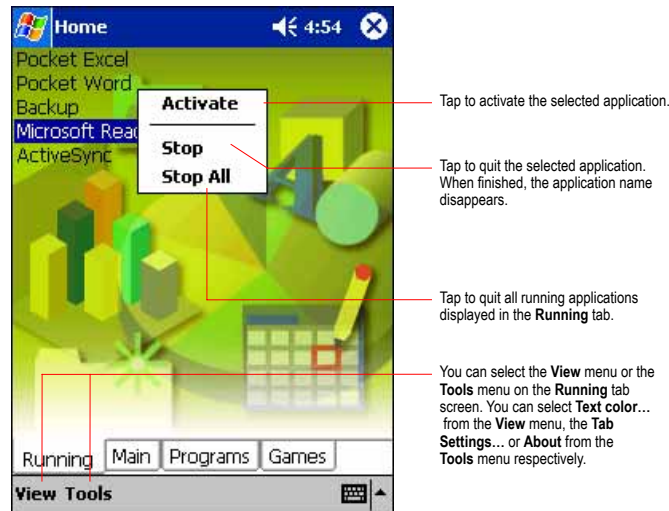 Home 4:54
Pocket Excel
Pocket Word
Backup
Microsoft Read
ActiveSync
Activate
Stop
Stop All
Running Main Programs Games
View Tools
Tap to activate the selected application.
Tap to quit the selected application.
When finished, the application name
disappears.
Tap to quit all running applications
displayed in the Running tab.
You can select the View menu or the
Tools menu on the Running tab
screen. You can select Text color…
from the View menu, the Tab
Settings… or About from the
Tools menu respectively.